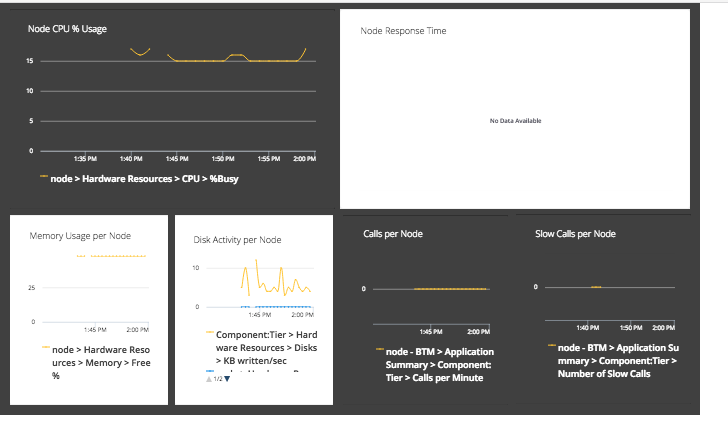 Node CPU % Usage
15
10
5
0
1:35 PM 1:40 PM 1:45 PM 1:50 PM 1:55 PM 2:00 PM
node > Hardware Resources > CPU > %Busy
Node Response Time
No Data Available
Memory Usage per Node
25
0
1:45 PM 2:00 PM
node > Hardware Reso
urces > Memory > Free
%
Disk Activity per Node
10
0
1:45 PM 2:00 PM
Component:Tier > Hard
ware Resources > Disks
> KB written/sec
1/2
Calls per Node
0
1:45 PM 2:00 PM
node - BTM > Application
Summary > Component:
Tier > Calls per Minute
Slow Calls per Node
0
1:40 PM 1:50 PM 2:00 PM
node - BTM > Application Su
mmary > Component:Tier >
Number of Slow Calls